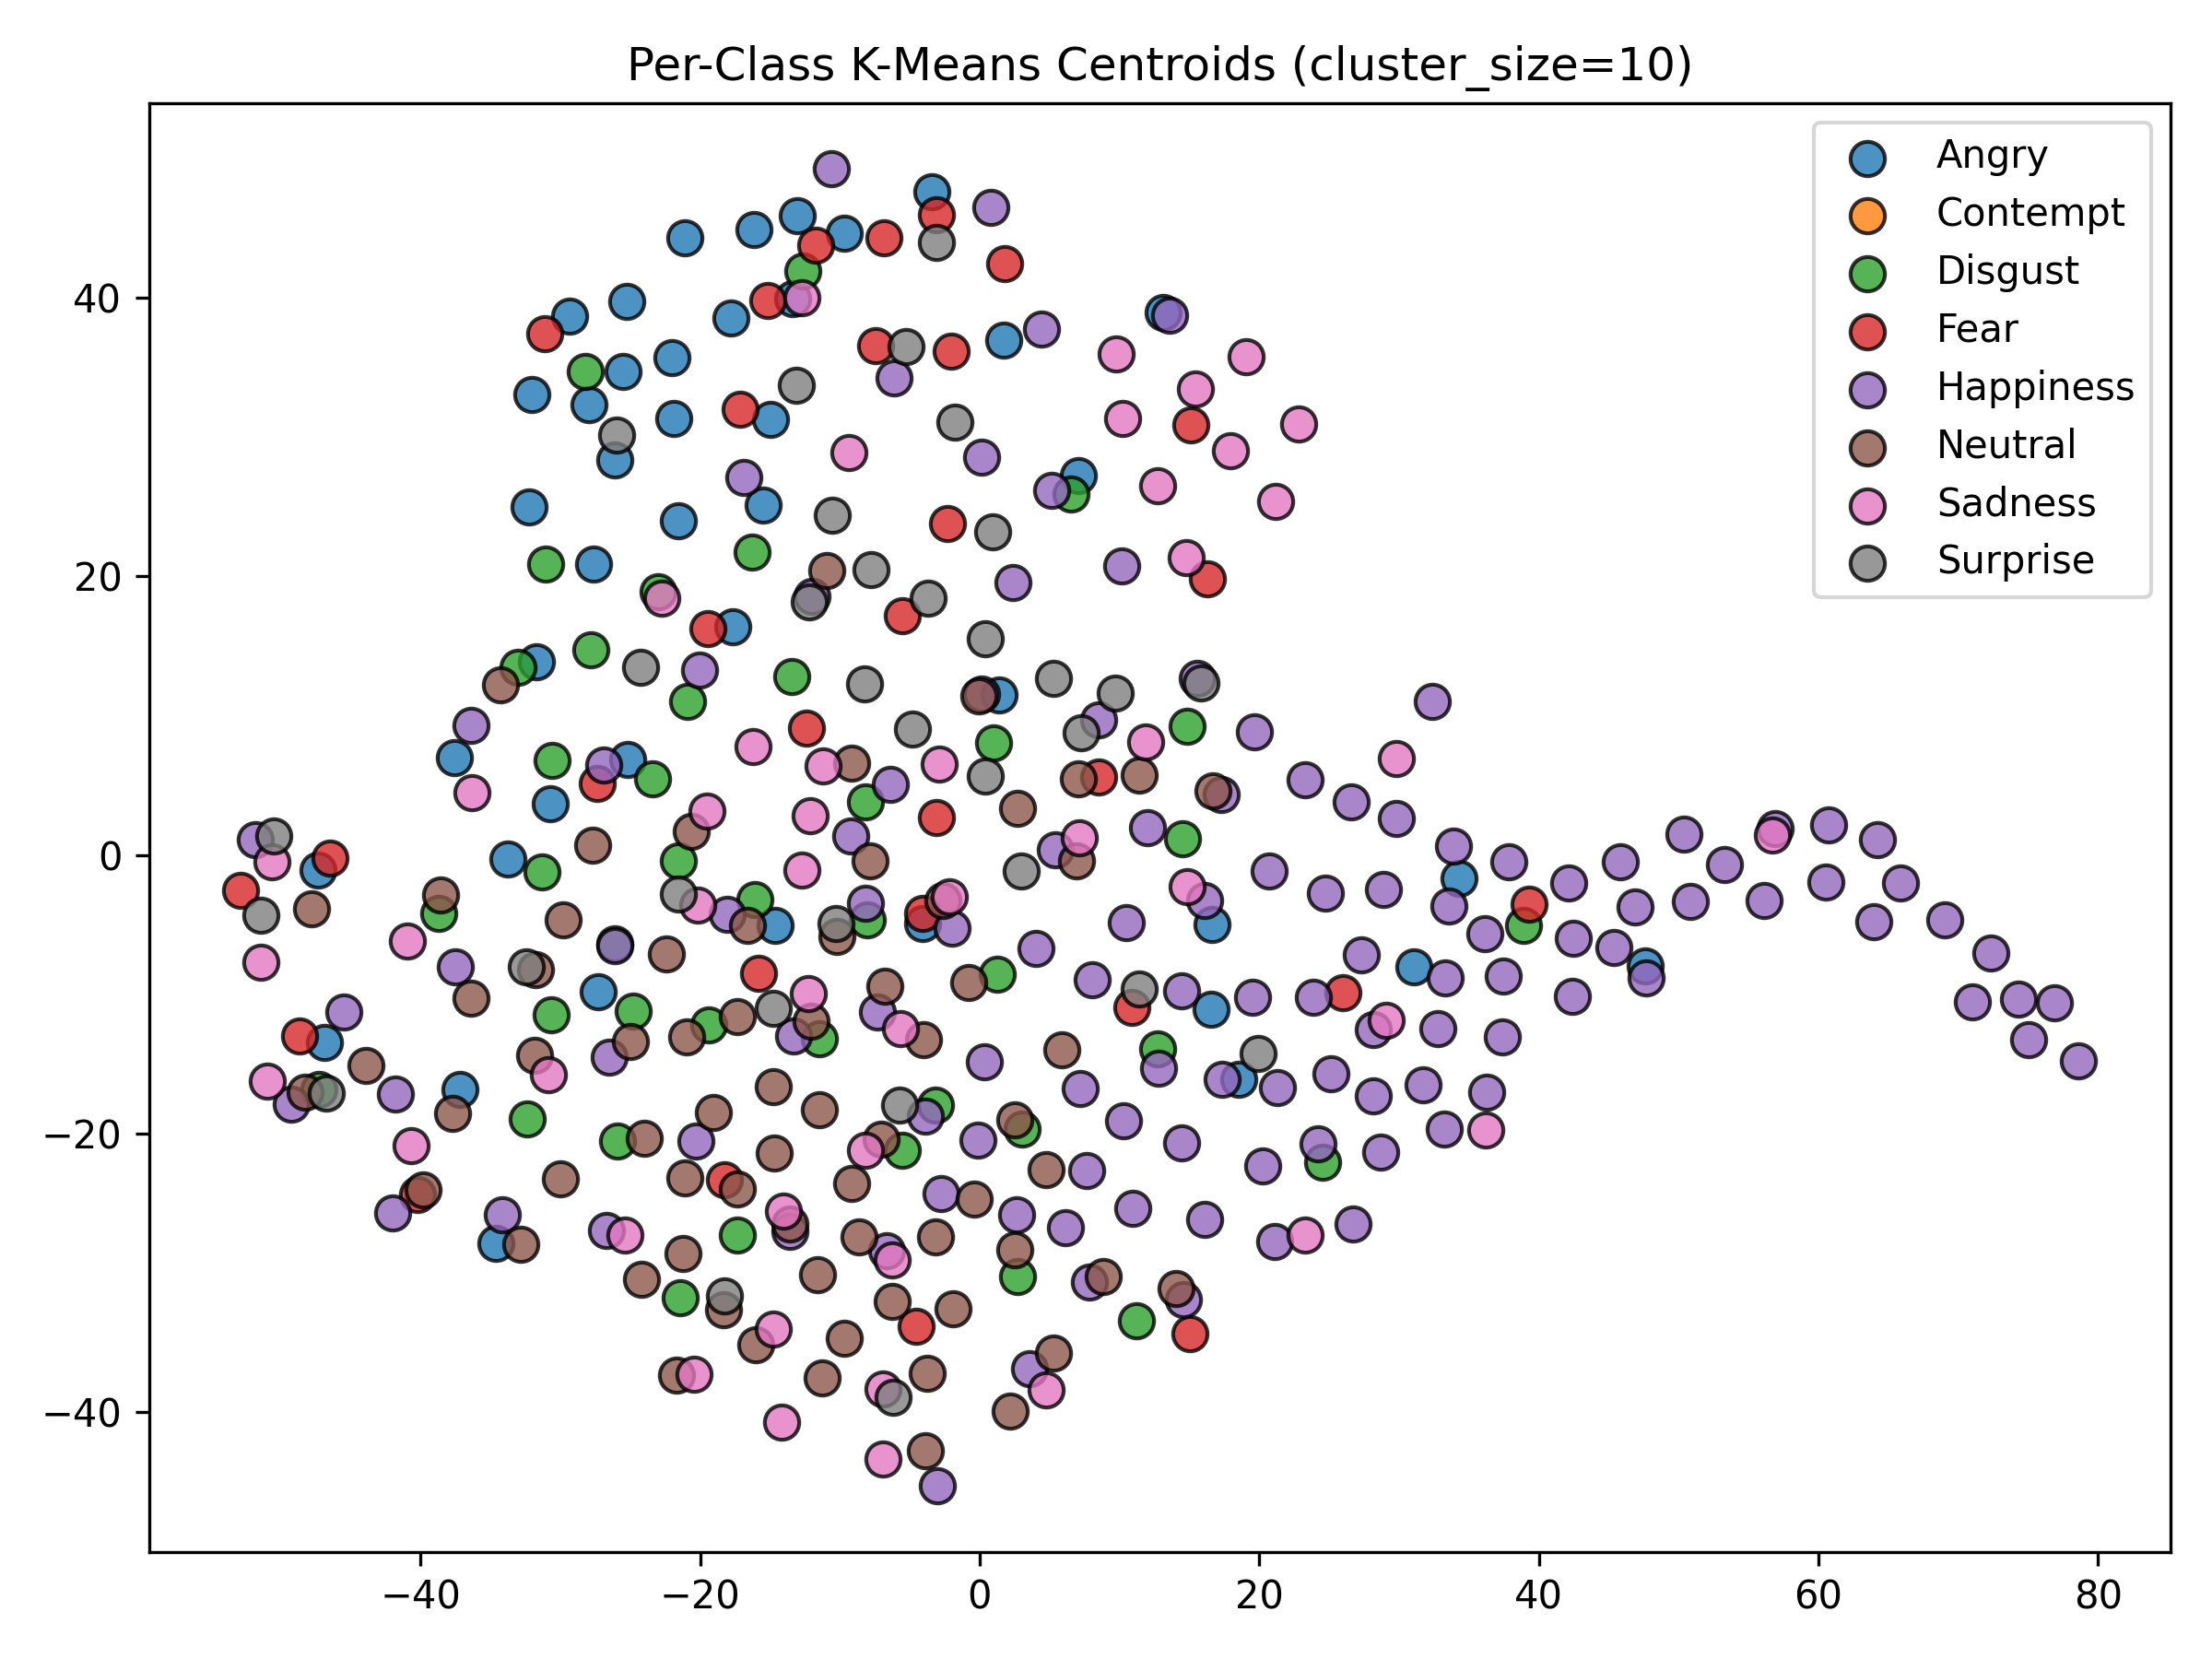 Per-Class K-Means Centroids (cluster_size=10)
Angry
Contempt
Disgust
Fear
Happiness
Neutral
Sadness
Surprise
40
20
0
−20
−40
−40 −20 0 20 40 60 80